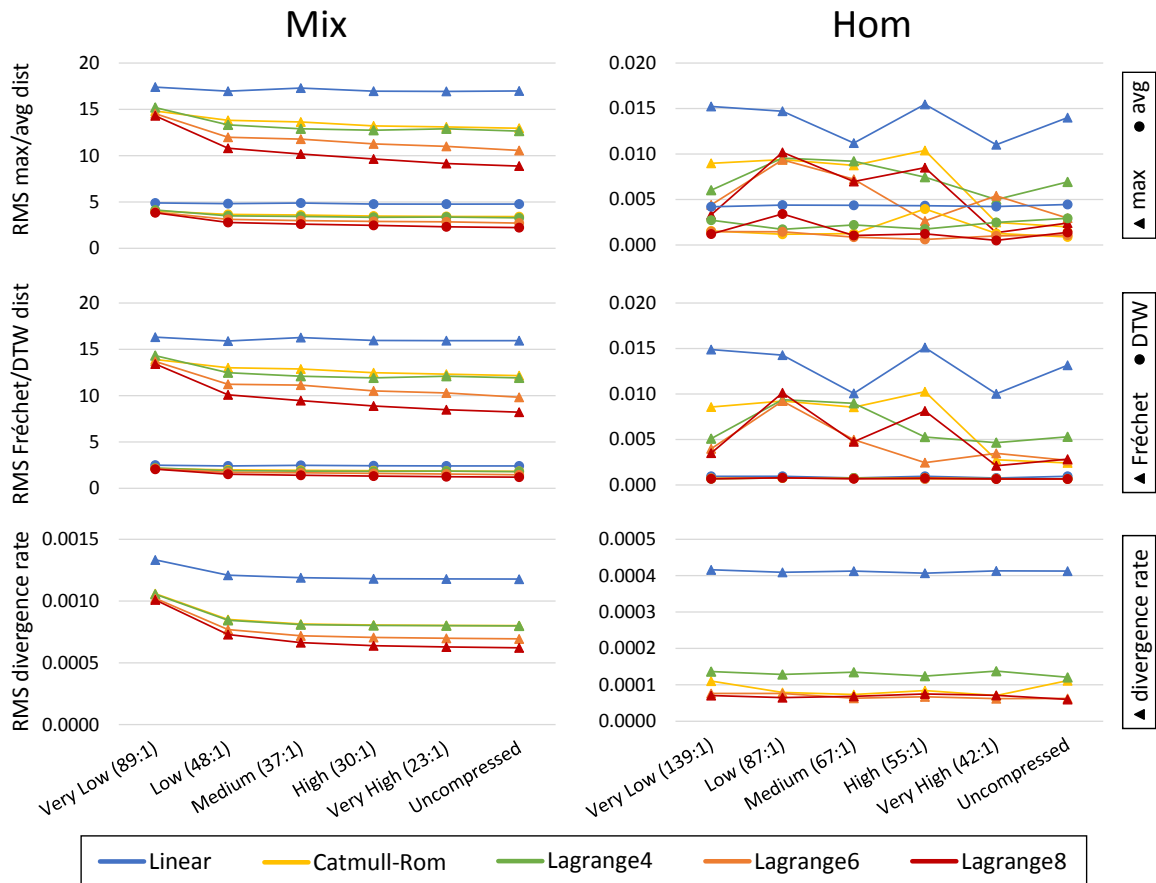 Mix
Hom
RMS max/avg dist
20
15
10
5
0
0.020
0.015
0.010
0.005
0.000
▲ max ● avg
RMS Fréchet/DTW dist
20
15
10
5
0
0.020
0.015
0.010
0.005
0.000
▲ Fréchet ● DTW
RMS divergence rate
0.0015
0.0010
0.0005
0.0000
0.0005
0.0004
0.0003
0.0002
0.0001
0.0000
▲ divergence rate
Very Low (89:1)
Low (48:1)
Medium (37:1)
High (30:1)
Very High (23:1)
Uncompressed
Very Low (139:1)
Low (87:1)
Medium (67:1)
High (55:1)
Very High (42:1)
Uncompressed
Linear
Catmull-Rom
Lagrange4
Lagrange6
Lagrange8